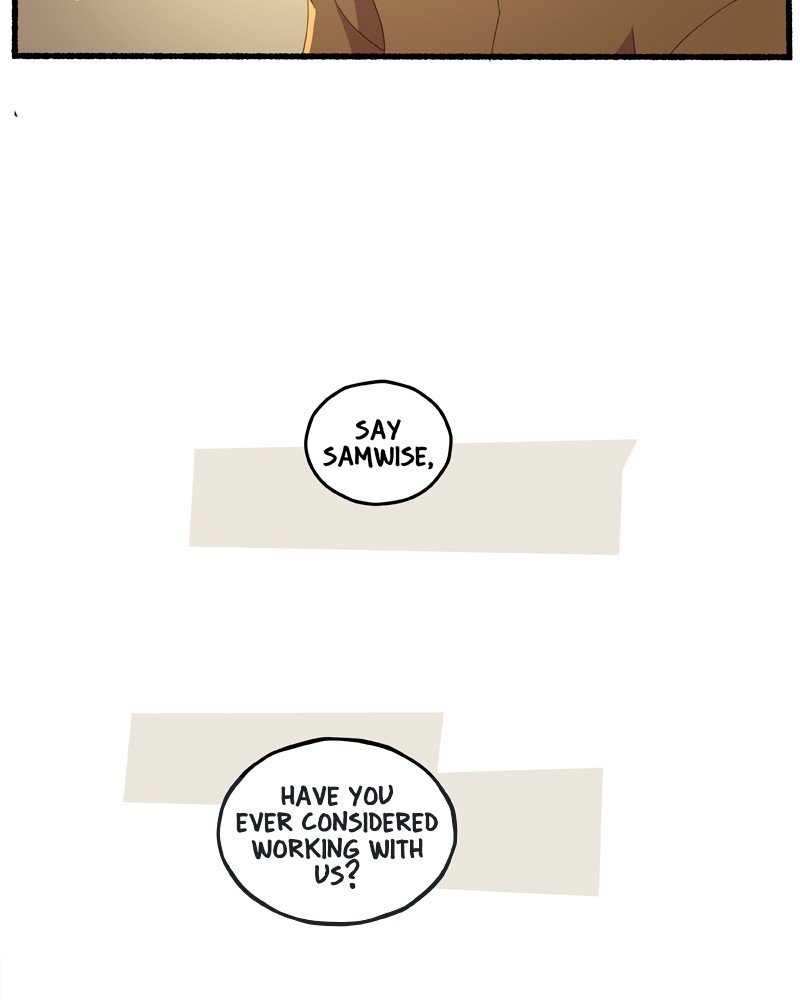 SAY
SAMWISE,
HAVE YOU
EVER CONSIDERED
WORKING WITH
US?